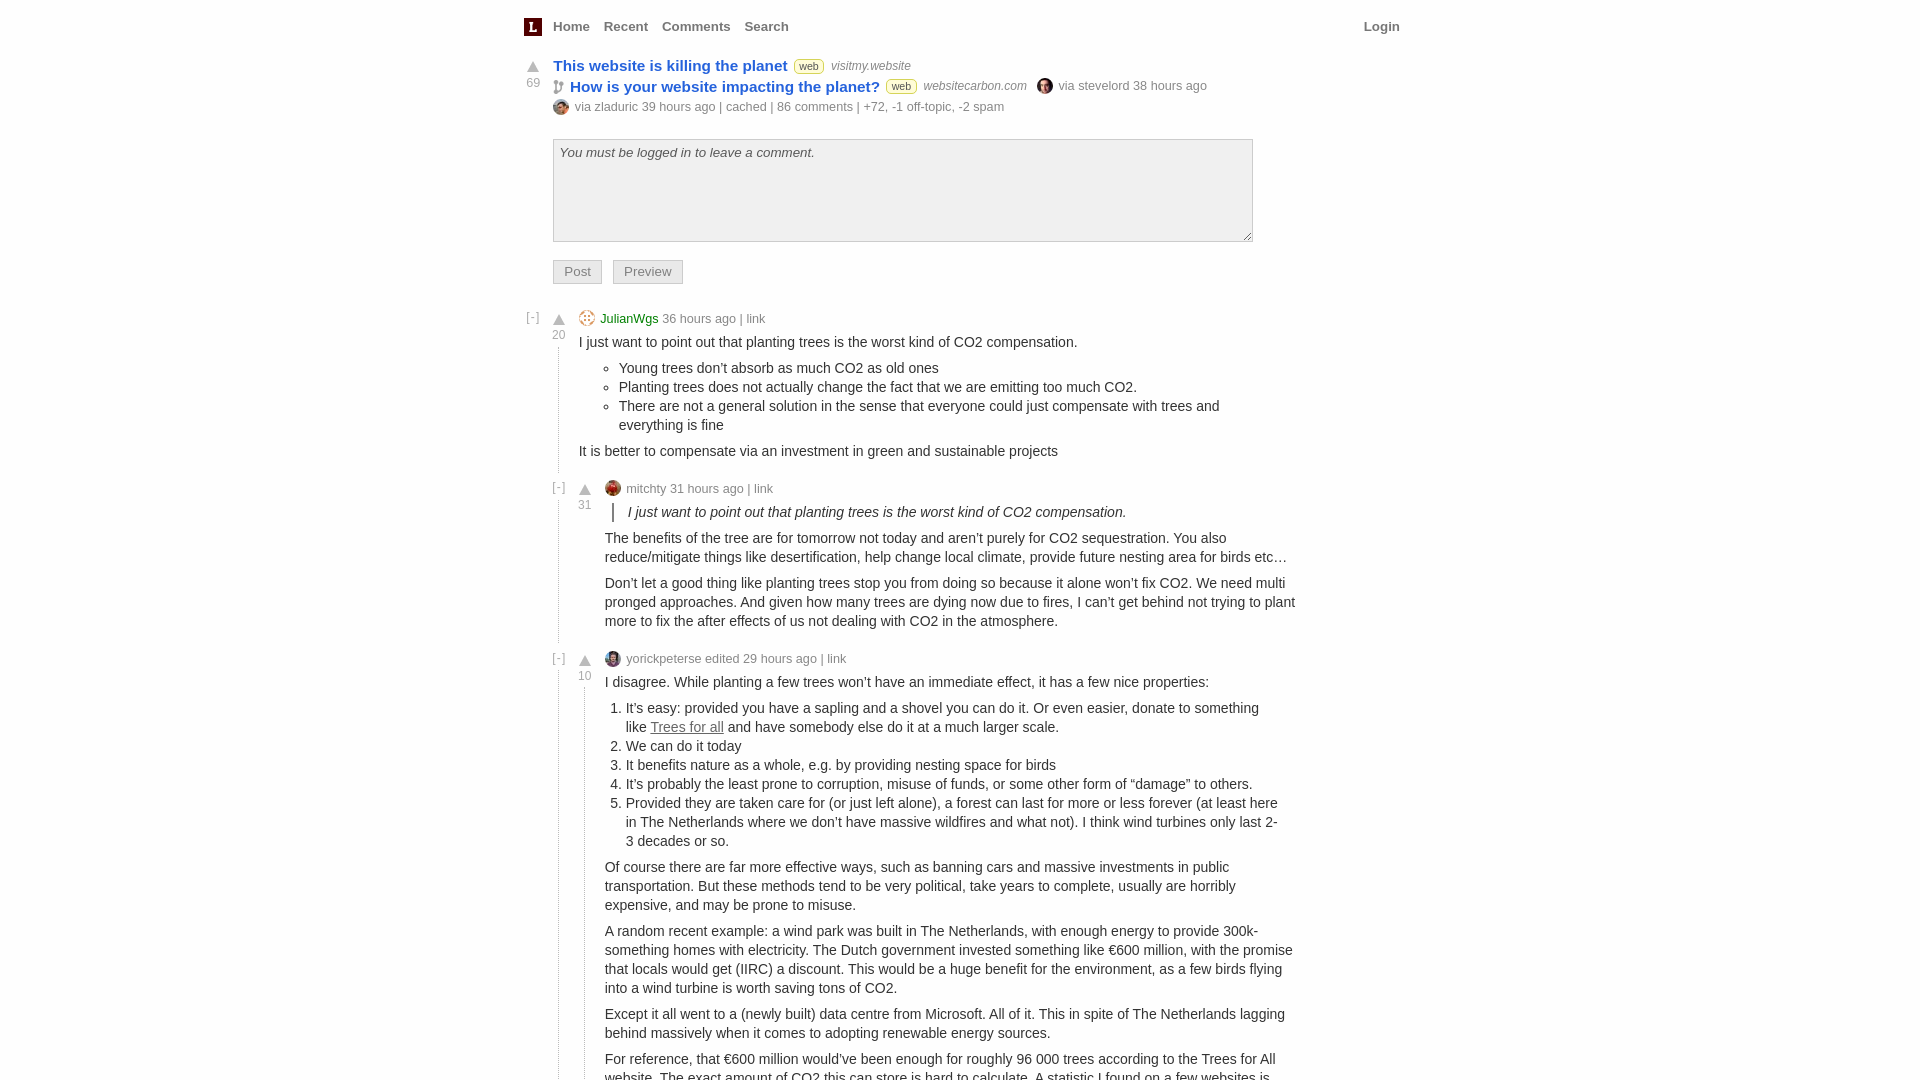 L Home Recent Comments Search Login
This website is killing the planet web visitmy.website
69
How is your website impacting the planet? web websitecarbon.com via stevelord 38 hours ago
via zladuric 39 hours ago | cached | 86 comments | +72, -1 off-topic, -2 spam
You must be logged in to leave a comment.
Post Preview
[-] JulianWgs 36 hours ago | link
20
I just want to point out that planting trees is the worst kind of CO2 compensation.
Young trees don’t absorb as much CO2 as old ones
Planting trees does not actually change the fact that we are emitting too much CO2.
There are not a general solution in the sense that everyone could just compensate with trees and
everything is fine
It is better to compensate via an investment in green and sustainable projects
[-] mitchty 31 hours ago | link
31
I just want to point out that planting trees is the worst kind of CO2 compensation.
The benefits of the tree are for tomorrow not today and aren’t purely for CO2 sequestration. You also
reduce/mitigate things like desertification, help change local climate, provide future nesting area for birds etc…
Don’t let a good thing like planting trees stop you from doing so because it alone won’t fix CO2. We need multi
pronged approaches. And given how many trees are dying now due to fires, I can’t get behind not trying to plant
more to fix the after effects of us not dealing with CO2 in the atmosphere.
[-] yorickpeterse edited 29 hours ago | link
10
I disagree. While planting a few trees won’t have an immediate effect, it has a few nice properties:
1. It’s easy: provided you have a sapling and a shovel you can do it. Or even easier, donate to something
like Trees for all and have somebody else do it at a much larger scale.
2. We can do it today
3. It benefits nature as a whole, e.g. by providing nesting space for birds
4. It’s probably the least prone to corruption, misuse of funds, or some other form of “damage” to others.
5. Provided they are taken care for (or just left alone), a forest can last for more or less forever (at least here
in The Netherlands where we don’t have massive wildfires and what not). I think wind turbines only last 2-
3 decades or so.
Of course there are far more effective ways, such as banning cars and massive investments in public
transportation. But these methods tend to be very political, take years to complete, usually are horribly
expensive, and may be prone to misuse.
A random recent example: a wind park was built in The Netherlands, with enough energy to provide 300k-
something homes with electricity. The Dutch government invested something like €600 million, with the promise
that locals would get (IIRC) a discount. This would be a huge benefit for the environment, as a few birds flying
into a wind turbine is worth saving tons of CO2.
Except it all went to a (newly built) data centre from Microsoft. All of it. This in spite of The Netherlands lagging
behind massively when it comes to adopting renewable energy sources.
For reference, that €600 million would’ve been enough for roughly 96 000 trees according to the Trees for All
website. The exact amount of CO2 this can store is hard to calculate. A statistic I found on a few websites is